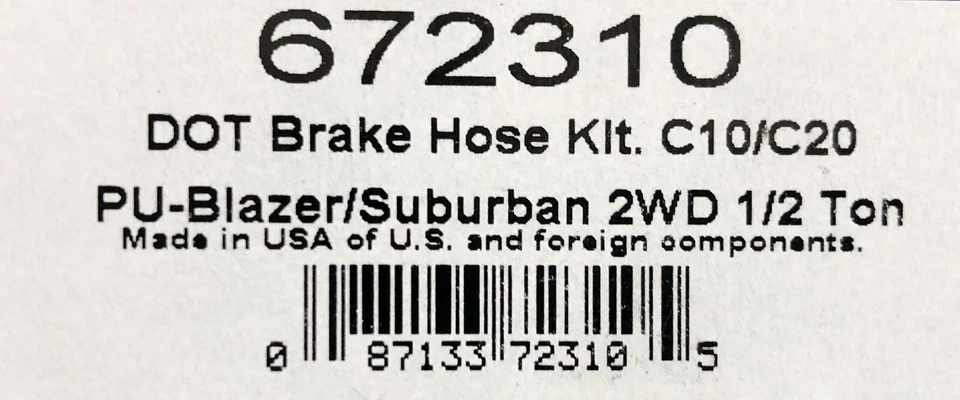 672310
DOT Brake Hose KIt. C10/C20
PU-Blazer/Suburban 2WD 1/2 Ton
Made in USA of U.S. and foreign components.
0 87133 72310 5